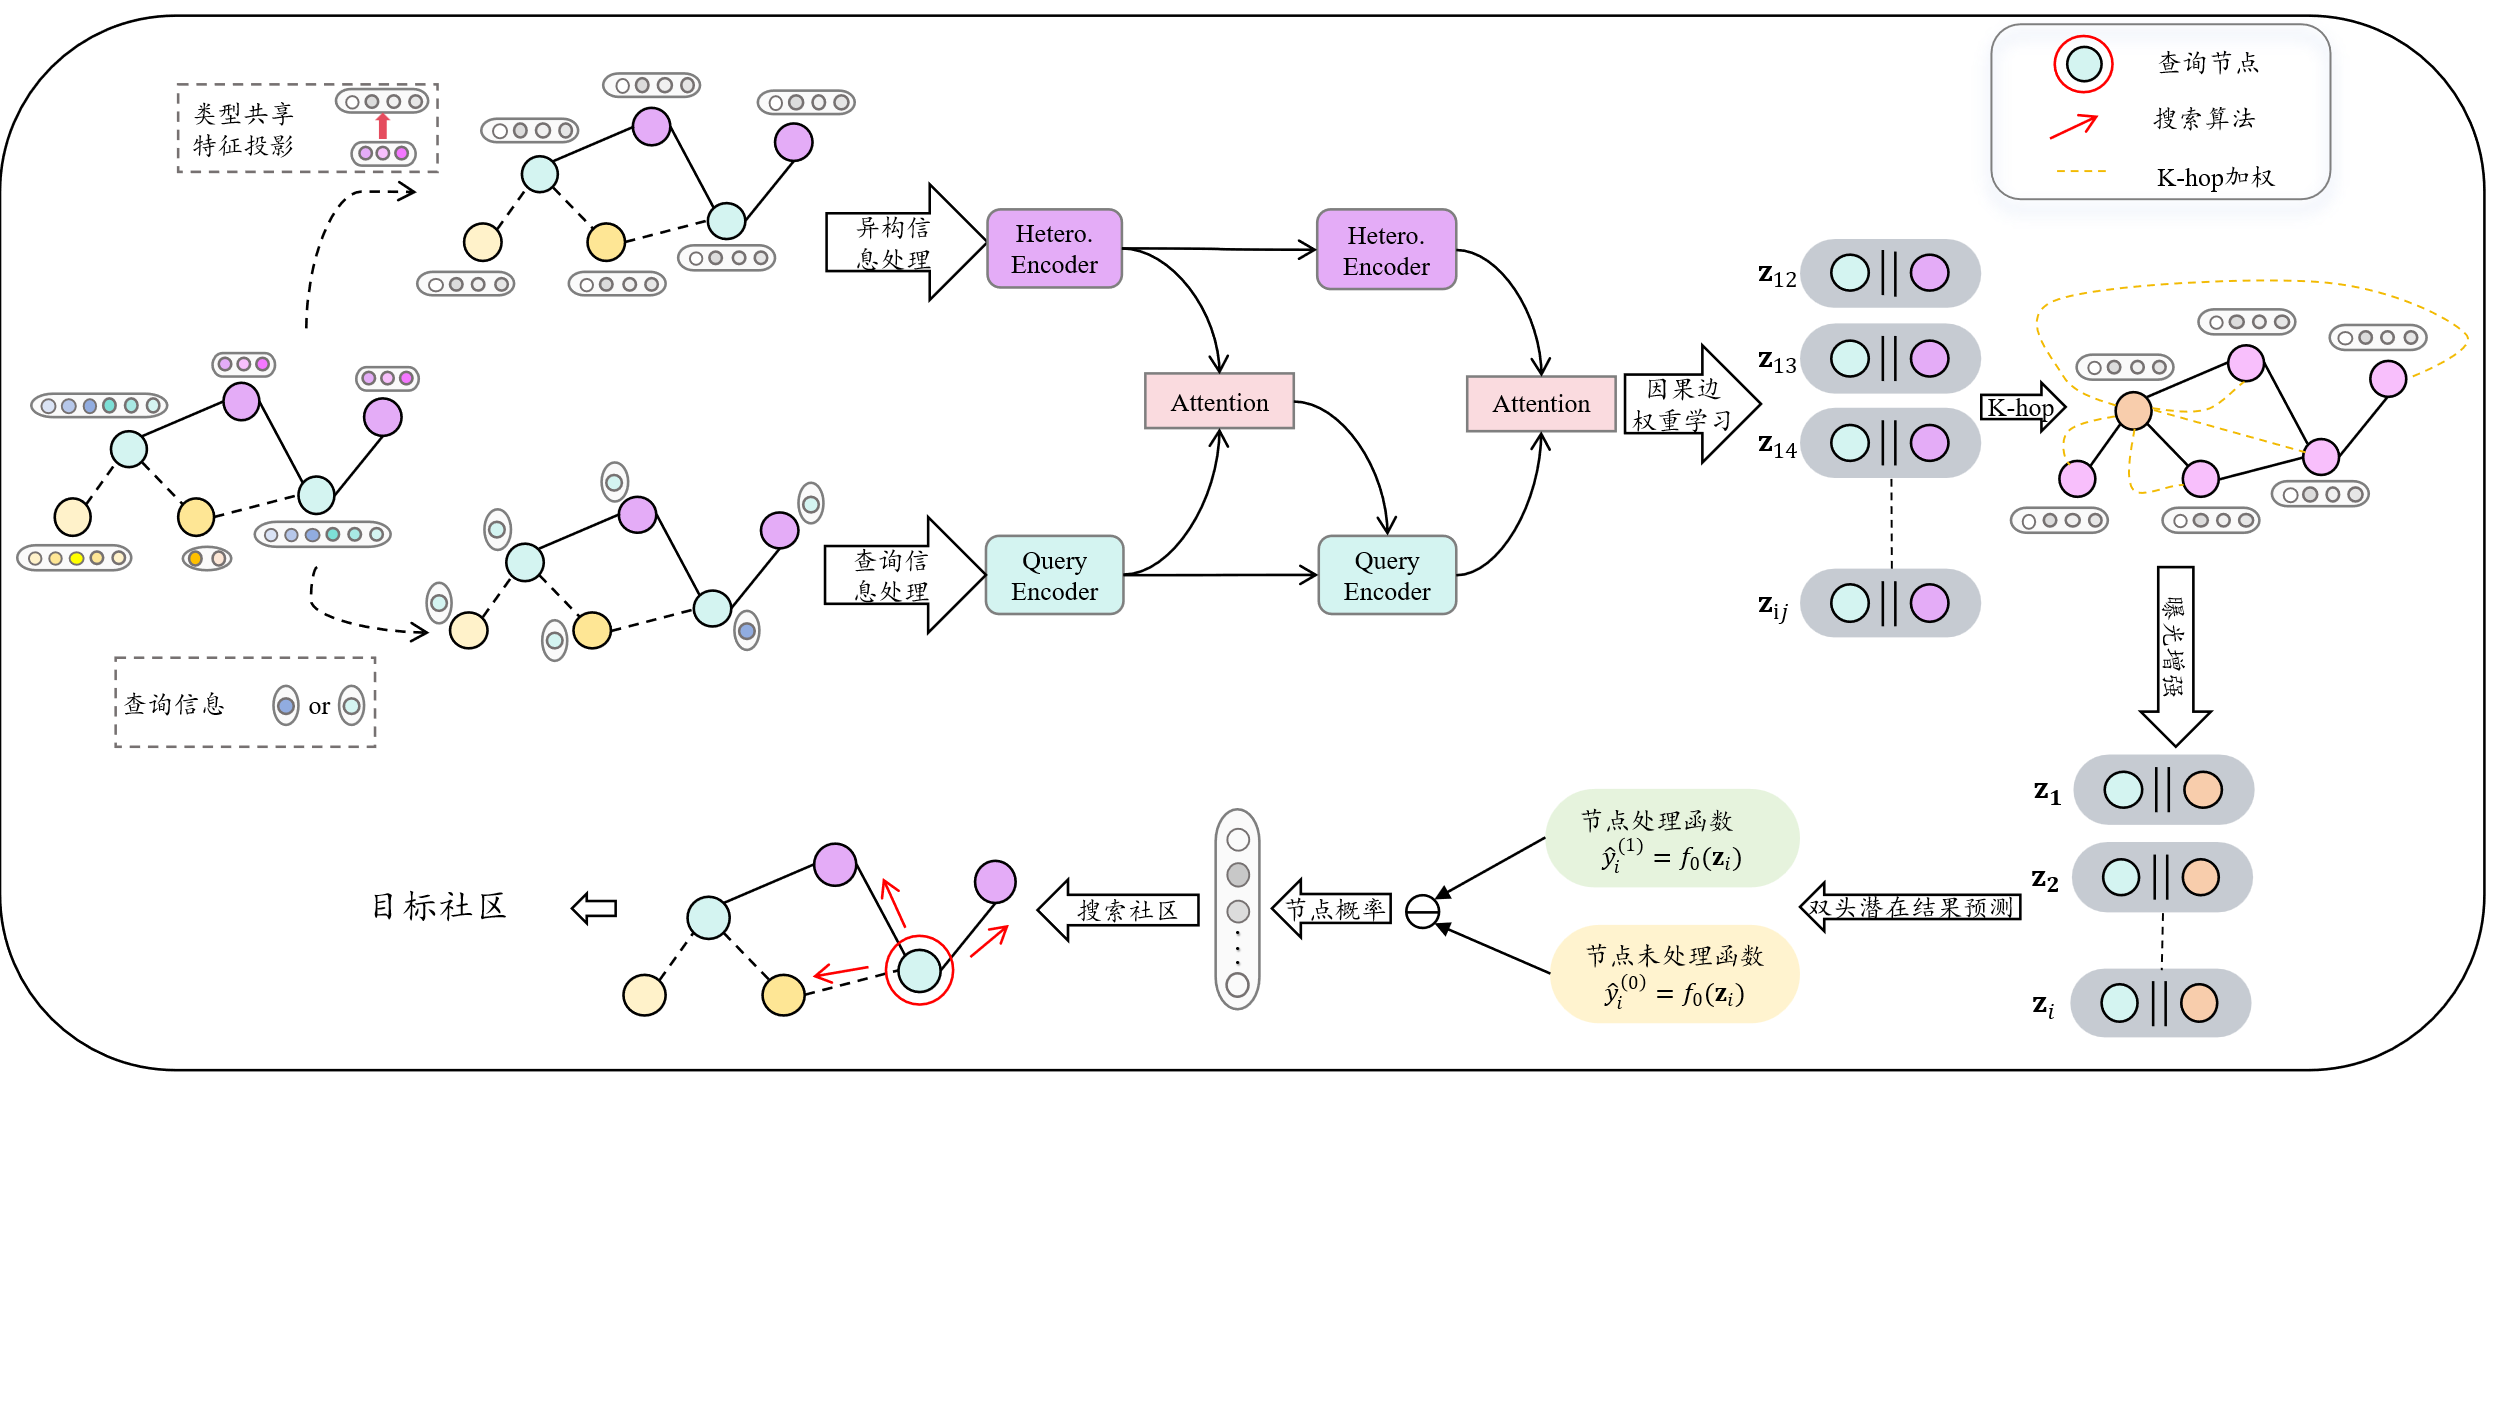 类型共享
特征投影
查询节点
搜索算法
K-hop加权
异构信
息处理
Hetero.
Encoder
Hetero.
Encoder
Attention
Attention
查询信
息处理
Query
Encoder
Query
Encoder
因果边
权重学习
z12
z13
z14
zij
K-hop
曝光增强
查询信息
or
z1
z2
zi
双头潜在结果预测
节点处理函数
ŷᵢ⁽¹⁾ = f₀(zᵢ)
节点未处理函数
ŷᵢ⁽⁰⁾ = f₀(zᵢ)
节点概率
搜索社区
目标社区